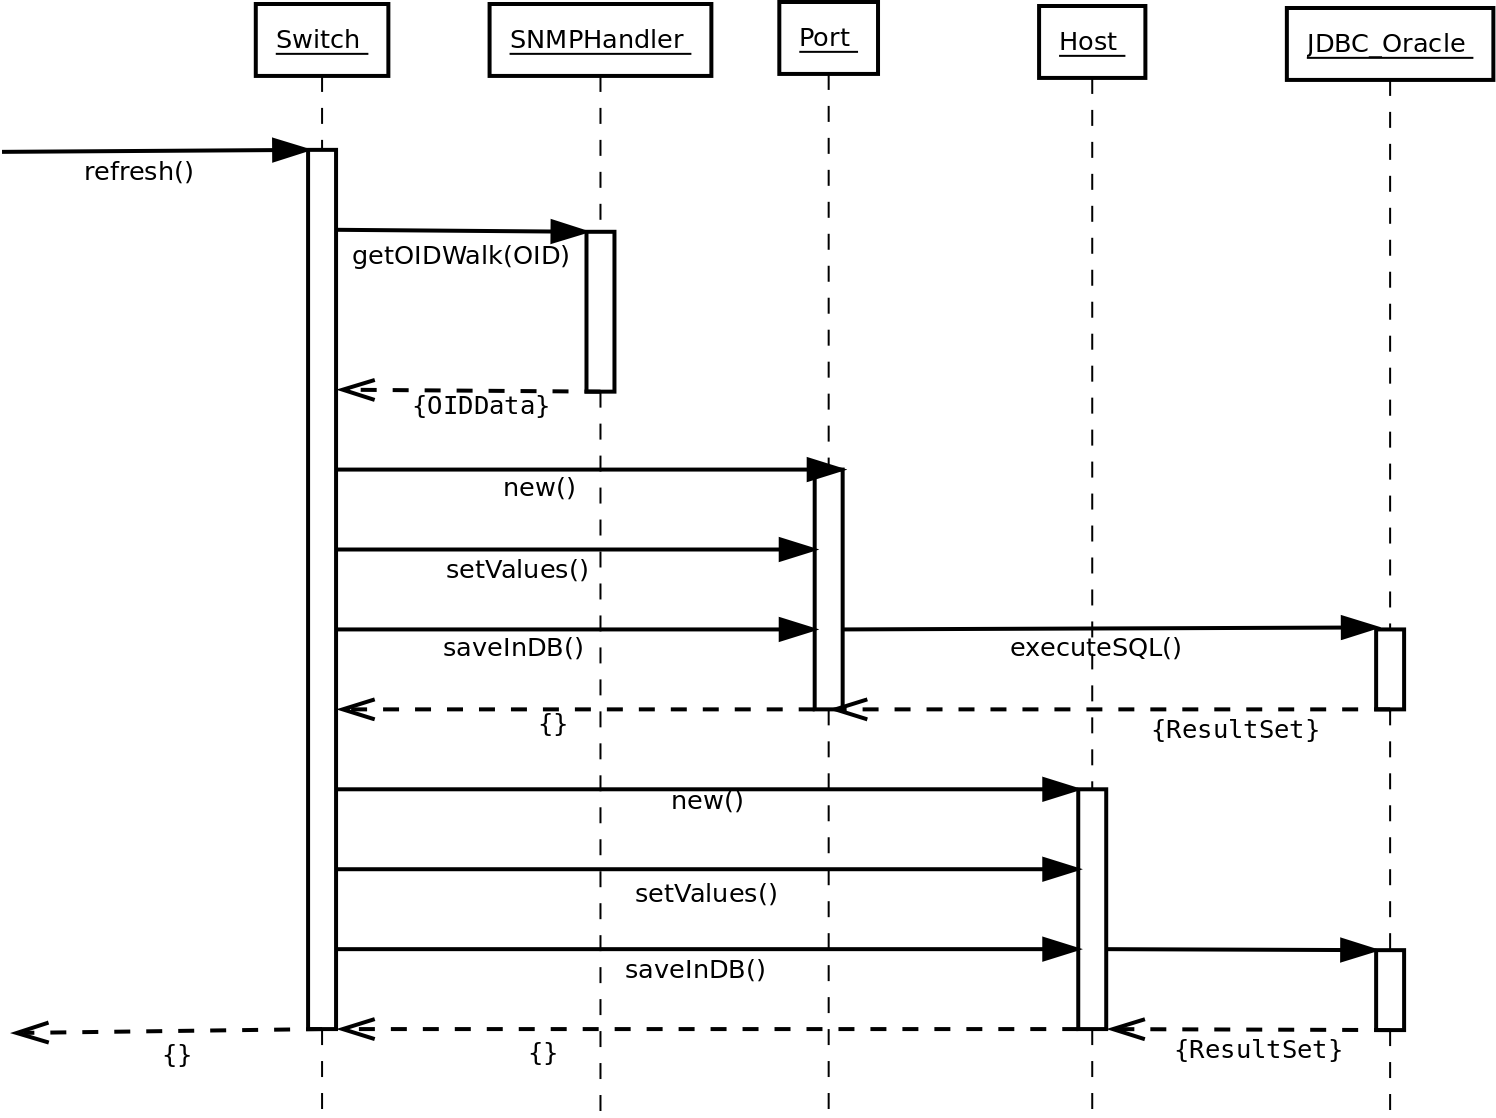 Switch
SNMPHandler
Port
Host
JDBC_Oracle
refresh()
getOIDWalk(OID)
{OIDData}
new()
setValues()
saveInDB()
executeSQL()
{}
{ResultSet}
new()
setValues()
saveInDB()
{}
{}
{ResultSet}